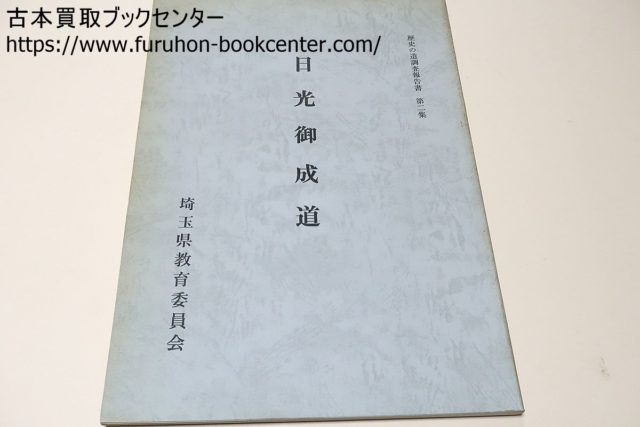 古本買取ブックセンター
https://www.furuhon-bookcenter.com/
歴史の道調査報告書 第二集
日光御成道
埼玉県教育委員会